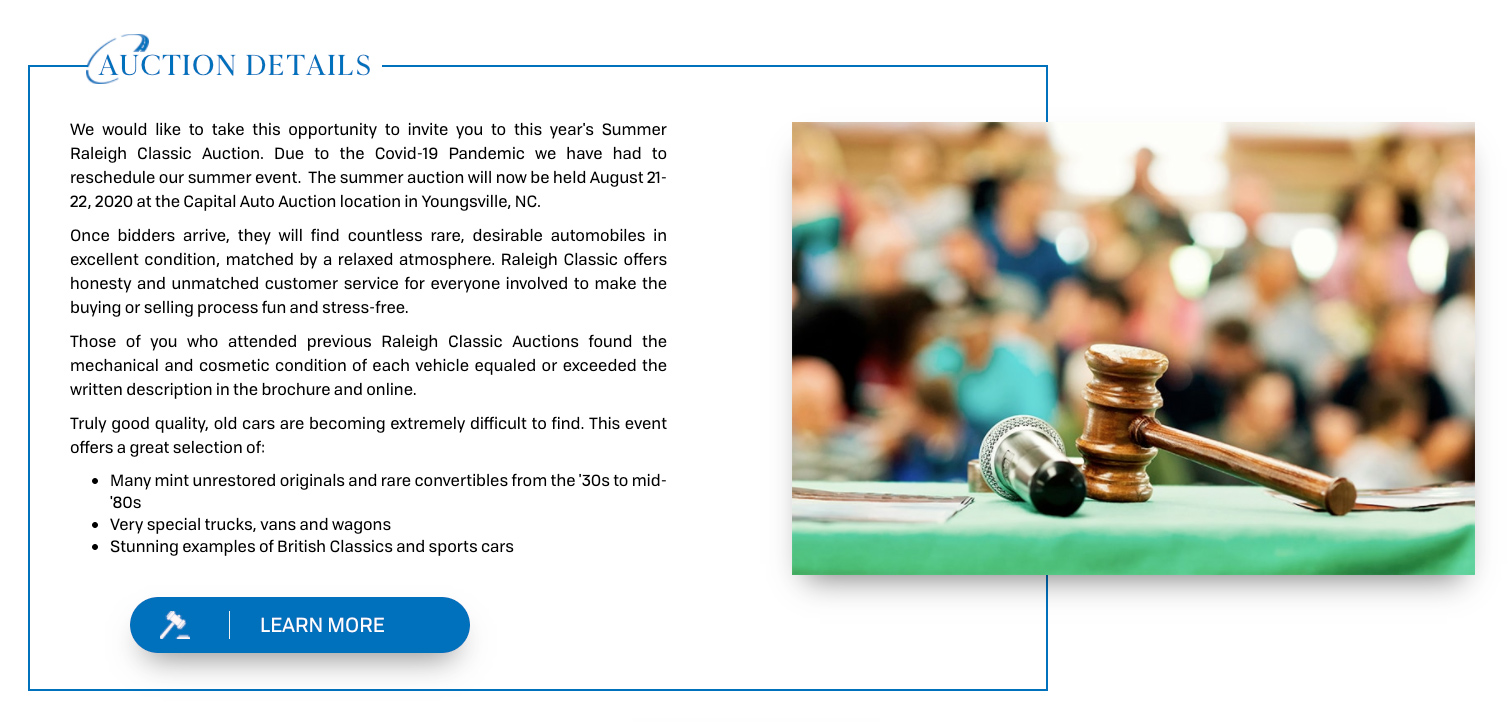 AUCTION DETAILS
We would like to take this opportunity to invite you to this year's Summer
Raleigh Classic Auction. Due to the Covid-19 Pandemic we have had to
reschedule our summer event.  The summer auction will now be held August 21-
22, 2020 at the Capital Auto Auction location in Youngsville, NC.
Once bidders arrive, they will find countless rare, desirable automobiles in
excellent condition, matched by a relaxed atmosphere. Raleigh Classic offers
honesty and unmatched customer service for everyone involved to make the
buying or selling process fun and stress-free.
Those of you who attended previous Raleigh Classic Auctions found the
mechanical and cosmetic condition of each vehicle equaled or exceeded the
written description in the brochure and online.
Truly good quality, old cars are becoming extremely difficult to find. This event
offers a great selection of:
• Many mint unrestored originals and rare convertibles from the '30s to mid-
'80s
• Very special trucks, vans and wagons
• Stunning examples of British Classics and sports cars
LEARN MORE